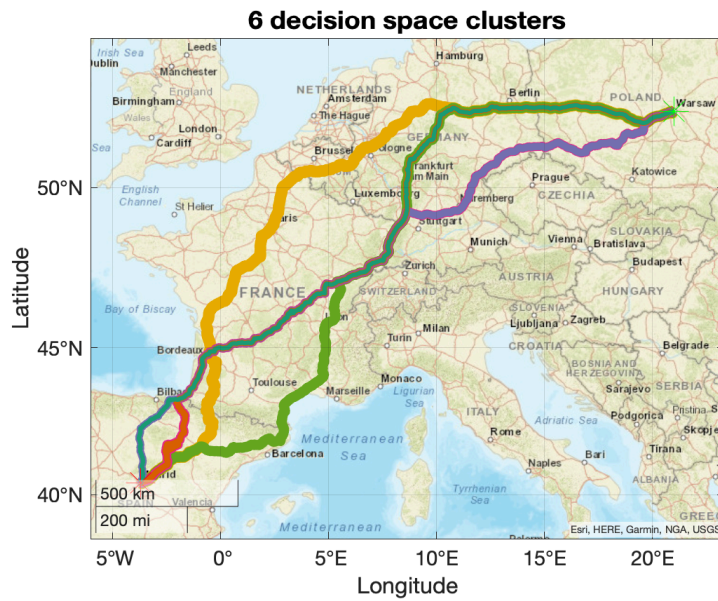 6 decision space clusters
Irish Sea
Leeds
Hamburg
Manchester
NETHERLANDS
Berlin
POLAND
Birmingham
England
Amsterdam
Warsaw
Wales
London
The Hague
Cardiff
GERMANY
Sea
Brussel
ologne
Frankfurt
am Main
Katowice
50°N
English
Channel
St Helier
Luxembourg
Prague
CZECHIA
aris
Stuttgart
SLOVAKIA
Munich
Vienna
Bratislava
Zurich
Budapest
AUSTRIA
FRANCE
SWITZERLAND
HUNGARY
Latitude
Bay of Biscay
SLOVENIA
Ljubljana
Zagreb
Milan
Turin
45°N
Bordeaux
CROATIA
Belgrade
BOSNIA AND
HERZEGOVINA
Toulouse
Marseille
Monaco
Ligurian
Sea
Sarajevo
SERBIA
Bilba
ITALY
Adriatic Sea
Podgorica
Pristina
Rome
Skopje
Mediterranean
Sea
Barcelona
Tirana
Bari
Naples
ALBANIA
40°N
500 km
SPAIN
Valencia
Tyrrhenian
Sea
200 mi
GREEC
Mediterranean
Esri, HERE, Garmin, NGA, USGS
5°W
0°
5°E
10°E
15°E
20°E
Longitude